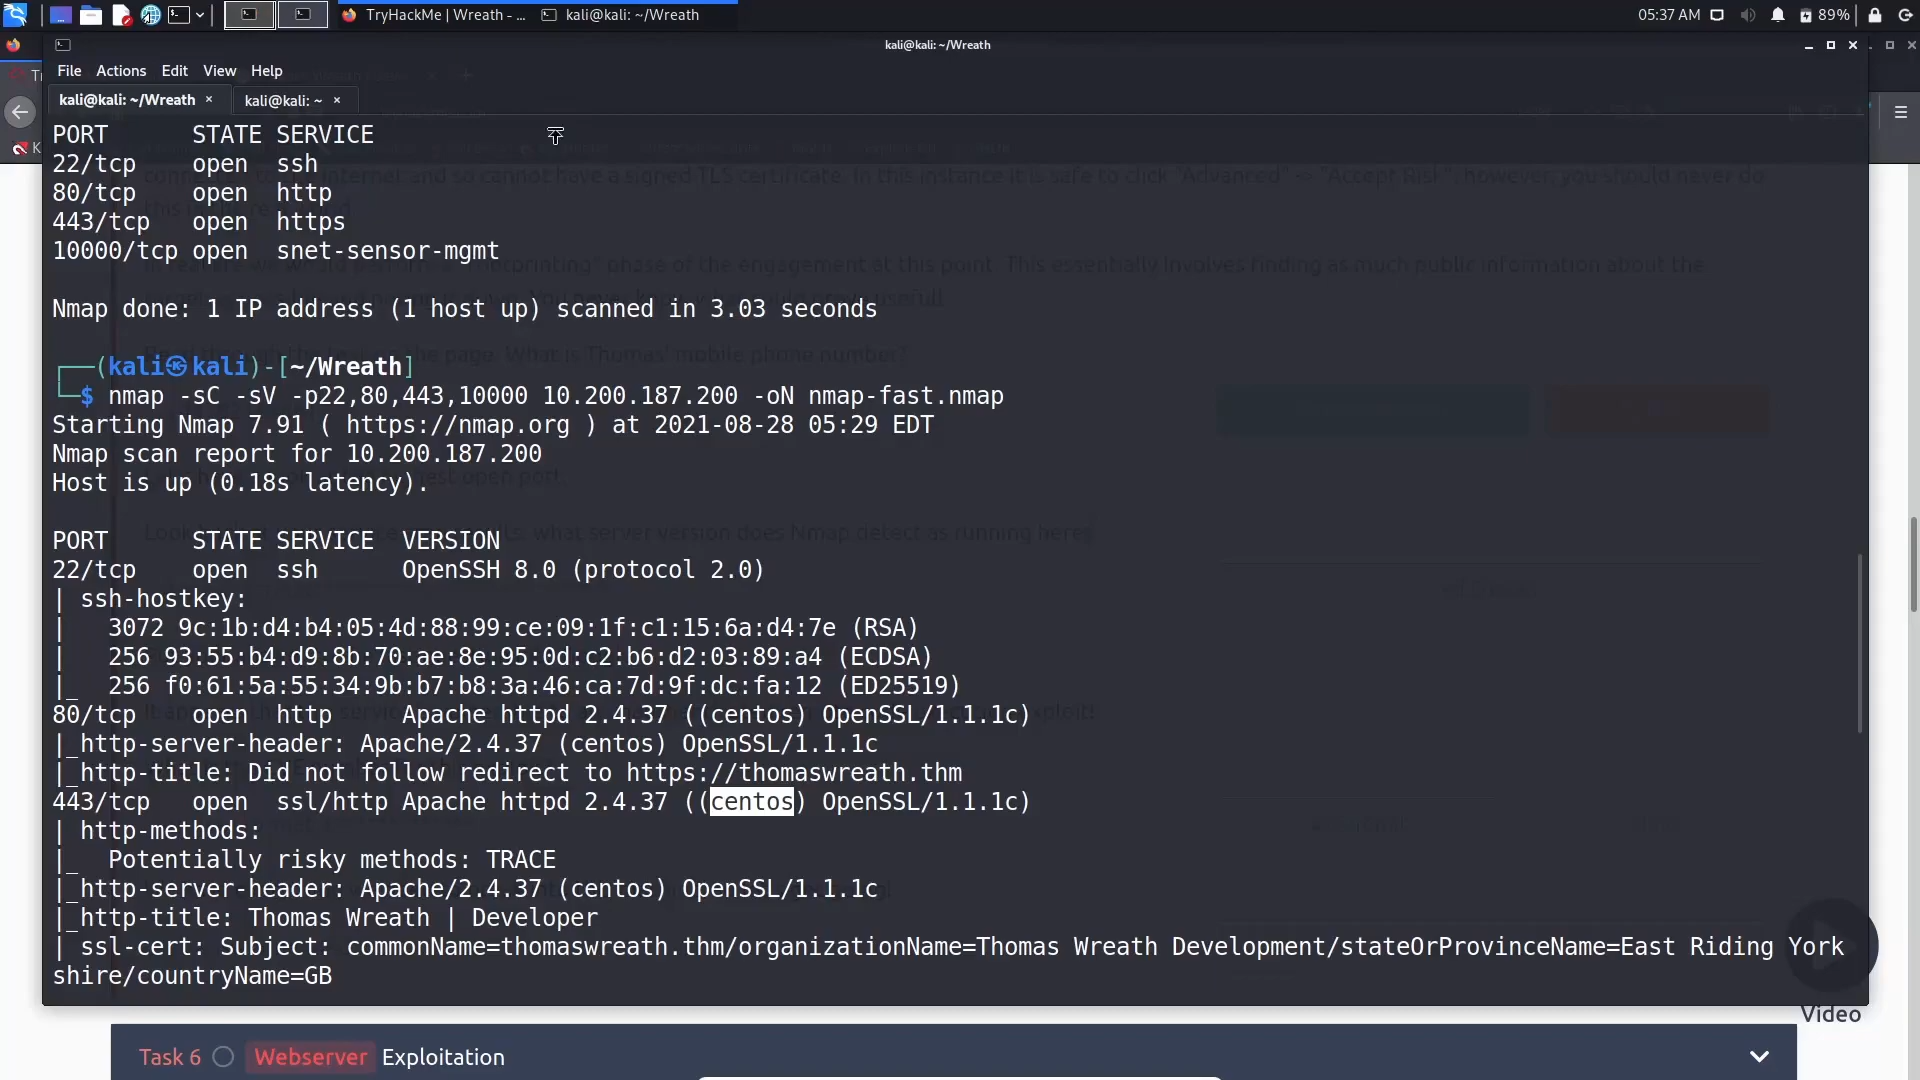 TryHackMe | Wreath - ...
kali@kali: ~/Wreath
05:37 AM
89%
kali@kali: ~/Wreath
File Actions Edit View Help
kali@kali: ~/Wreath ×
kali@kali: ~ ×
PORT      STATE SERVICE
22/tcp    open  ssh
80/tcp    open  http
443/tcp   open  https
10000/tcp open  snet-sensor-mgmt
Nmap done: 1 IP address (1 host up) scanned in 3.03 seconds
┌──(kali㉿kali)-[~/Wreath]
└─$ nmap -sC -sV -p22,80,443,10000 10.200.187.200 -oN nmap-fast.nmap
Starting Nmap 7.91 ( https://nmap.org ) at 2021-08-28 05:29 EDT
Nmap scan report for 10.200.187.200
Host is up (0.18s latency).
PORT      STATE SERVICE  VERSION
22/tcp    open  ssh      OpenSSH 8.0 (protocol 2.0)
| ssh-hostkey:
|   3072 9c:1b:d4:b4:05:4d:88:99:ce:09:1f:c1:15:6a:d4:7e (RSA)
|   256 93:55:b4:d9:8b:70:ae:8e:95:0d:c2:b6:d2:03:89:a4 (ECDSA)
|_  256 f0:61:5a:55:34:9b:b7:b8:3a:46:ca:7d:9f:dc:fa:12 (ED25519)
80/tcp    open  http     Apache httpd 2.4.37 ((centos) OpenSSL/1.1.1c)
|_http-server-header: Apache/2.4.37 (centos) OpenSSL/1.1.1c
|_http-title: Did not follow redirect to https://thomaswreath.thm
443/tcp   open  ssl/http Apache httpd 2.4.37 ((centos) OpenSSL/1.1.1c)
| http-methods:
|_  Potentially risky methods: TRACE
|_http-server-header: Apache/2.4.37 (centos) OpenSSL/1.1.1c
|_http-title: Thomas Wreath | Developer
| ssl-cert: Subject: commonName=thomaswreath.thm/organizationName=Thomas Wreath Development/stateOrProvinceName=East Riding York
shire/countryName=GB
Video
Task 6 Webserver Exploitation